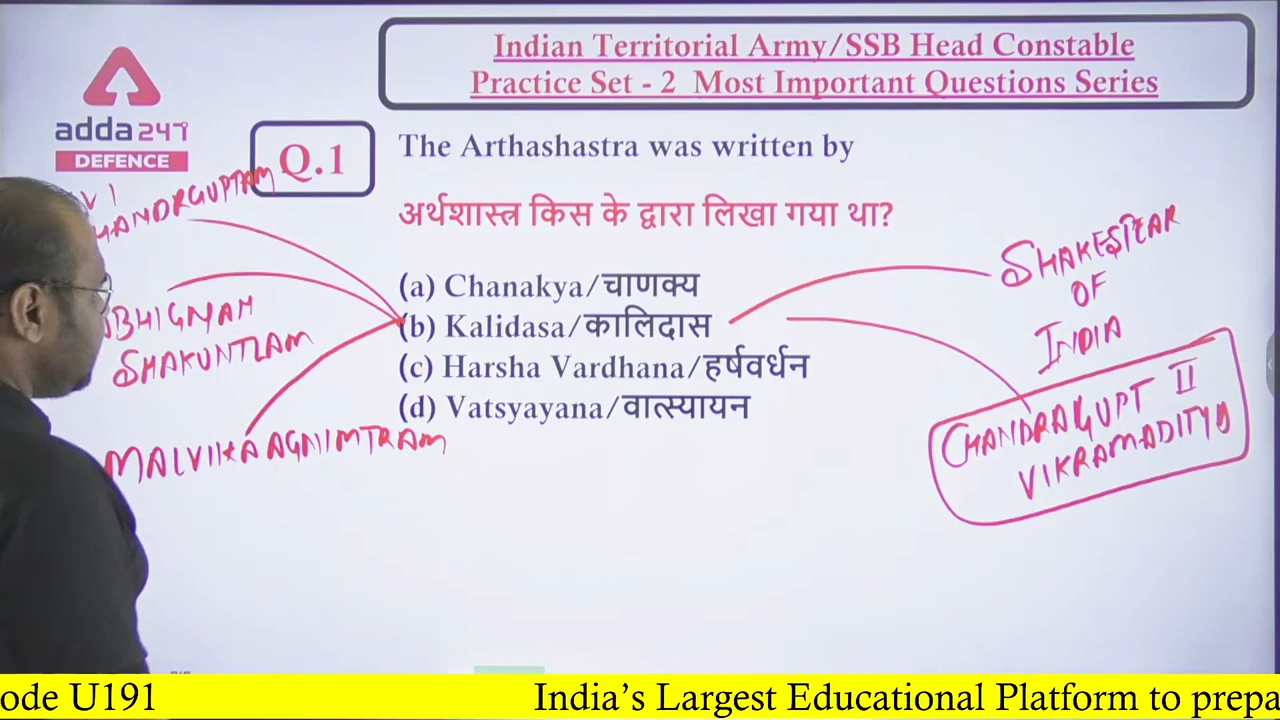 Indian Territorial Army/SSB Head Constable
Practice Set - 2 Most Important Questions Series
adda247
DEFENCE
Q.1
The Arthashastra was written by
अर्थशास्त्र किस के द्वारा लिखा गया था?
(a) Chanakya/चाणक्य
(b) Kalidasa/कालिदास
(c) Harsha Vardhana/हर्षवर्धन
(d) Vatsyayana/वात्स्यायन
SHAKUNTLAM
MALVIKA AGNIMTRAM
SHAKESPEAR
OF
INDIA
CHANDRAGUPT II
VIKRAMADITYA
ode U191
India's Largest Educational Platform to prepa